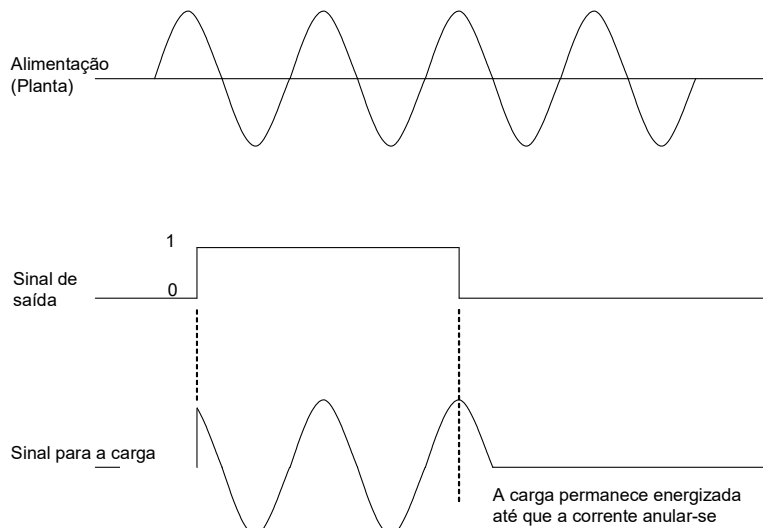 Alimentação
(Planta)
1
Sinal de
saída
0
Sinal para a carga
A carga permanece energizada
até que a corrente anular-se